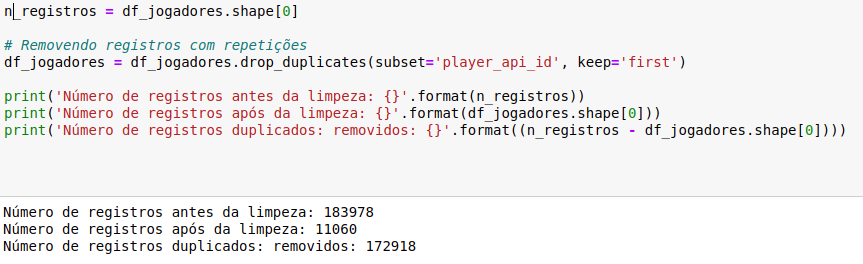 n_registros = df_jogadores.shape[0]
# Removendo registros com repetições
df_jogadores = df_jogadores.drop_duplicates(subset='player_api_id', keep='first')
print('Número de registros antes da limpeza: {}'.format(n_registros))
print('Número de registros após da limpeza: {}'.format(df_jogadores.shape[0]))
print('Número de registros duplicados: removidos: {}'.format((n_registros - df_jogadores.shape[0])))
Número de registros antes da limpeza: 183978
Número de registros após da limpeza: 11060
Número de registros duplicados: removidos: 172918